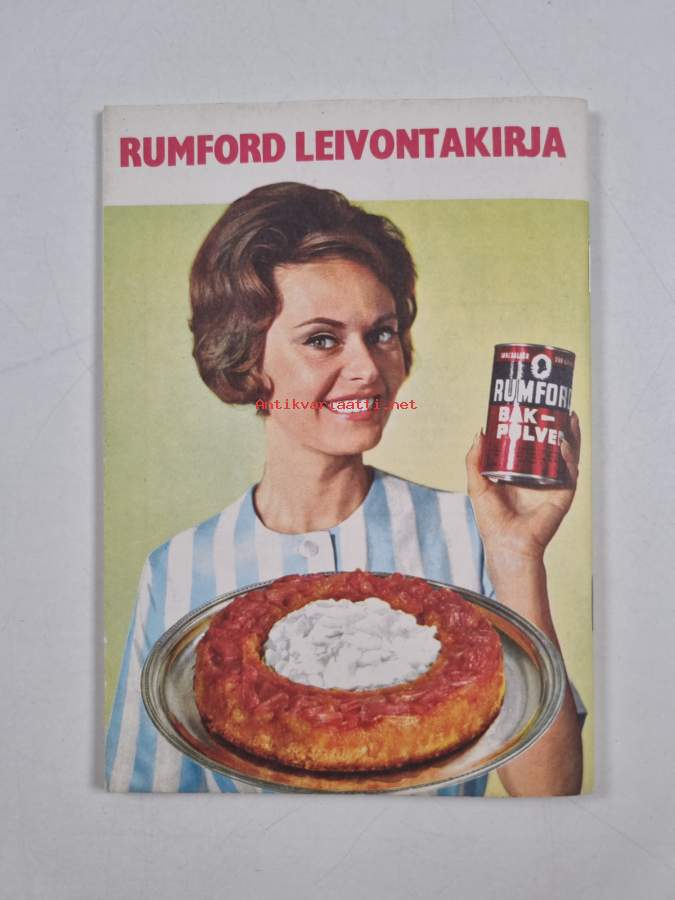 RUMFORD LEIVONTAKIRJA
Antikvariaatti.net
RUMFORD
BAK-
PULVER